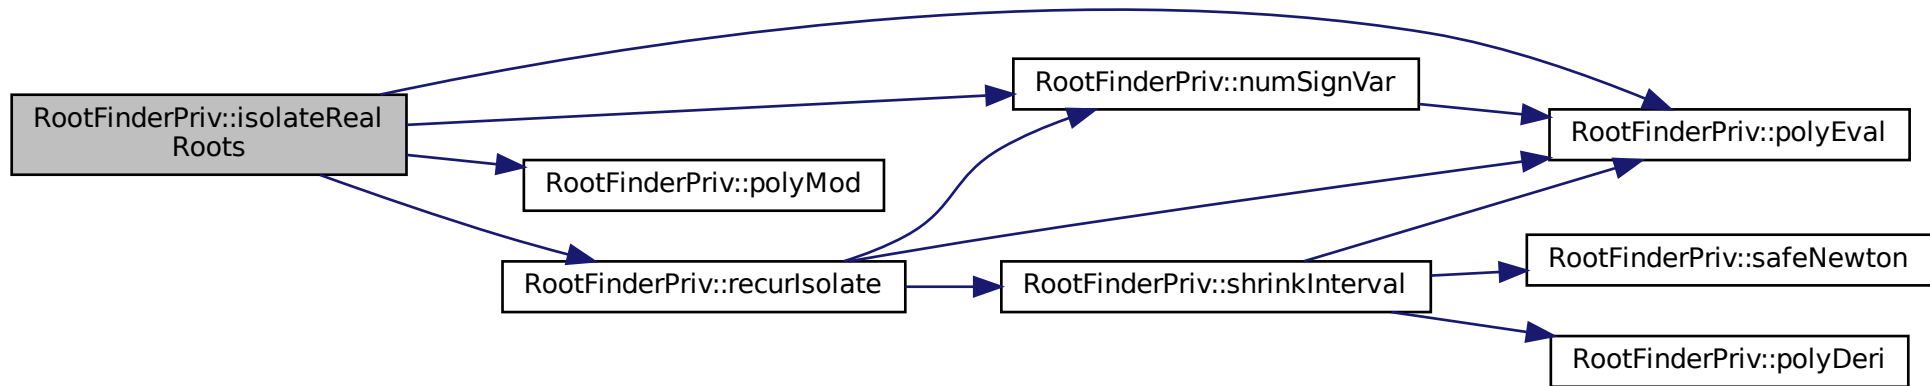 RootFinderPriv::isolateReal
Roots
RootFinderPriv::numSignVar
RootFinderPriv::polyEval
RootFinderPriv::polyMod
RootFinderPriv::recurIsolate
RootFinderPriv::shrinkInterval
RootFinderPriv::safeNewton
RootFinderPriv::polyDeri